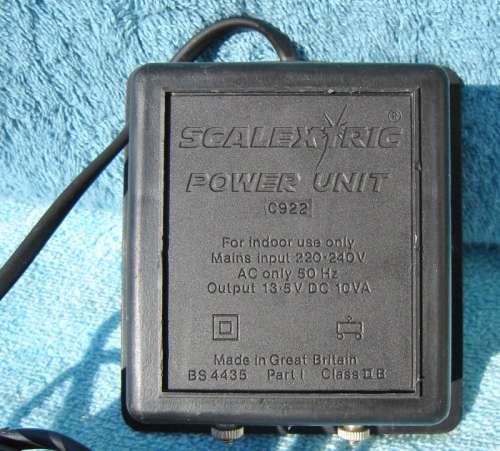 SCALEXTRIC ®
POWER UNIT
C922
For indoor use only
Mains input 220-240V
AC only 50 Hz
Output 13·5V DC 10VA
Made in Great Britain
BS 4435 Part I Class II B